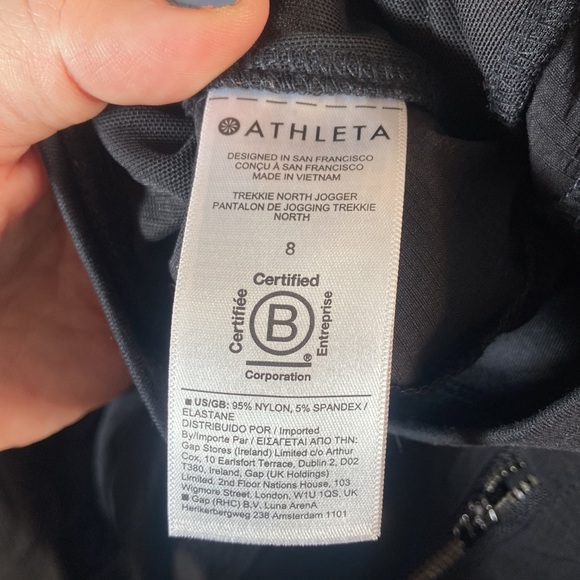 ATHLETA
DESIGNED IN SAN FRANCISCO
CONÇU À SAN FRANCISCO
MADE IN VIETNAM
TREKKIE NORTH JOGGER
PANTALON DE JOGGING TREKKIE
NORTH
8
Certified
Certifiée
B
Entreprise
®
Corporation
■ US/GB: 95% NYLON, 5% SPANDEX /
ELASTANE
DISTRIBUIDO POR / Imported
By/Importe Par / ΕΙΣΑΓΕΤΑΙ ΑΠΟ ΤΗΝ:
Gap Stores (Ireland) Limited c/o Arthur
Cox, 10 Earlsfort Terrace, Dublin 2, D02
T380, Ireland, Gap (UK Holdings)
Limited, 2nd Floor Nations House, 103
Wigmore Street, London, W1U 1QS, UK
■ Gap (RHC) B.V. Luna ArenA
Herikerbergweg 238 Amsterdam 1101